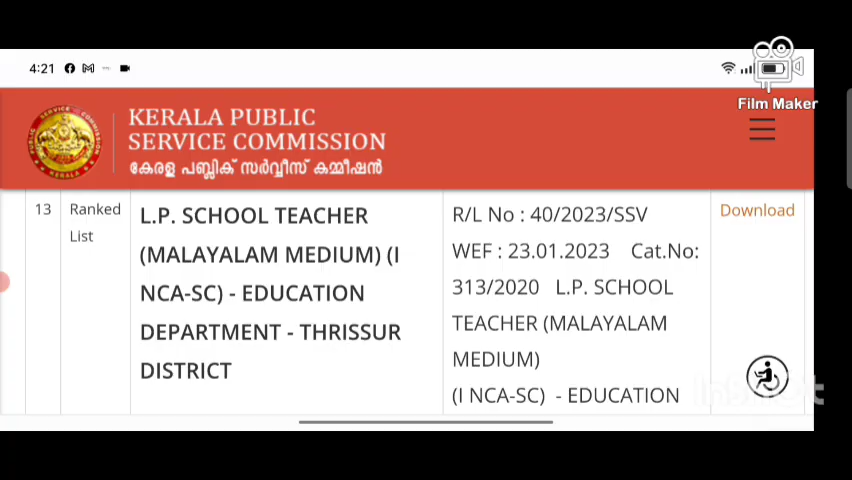 4:21
Film Maker
KERALA PUBLIC
SERVICE COMMISSION
കേരള പബ്ലിക് സർവ്വീസ് കമ്മീഷൻ
13 Ranked List
L.P. SCHOOL TEACHER
(MALAYALAM MEDIUM) (I
NCA-SC) - EDUCATION
DEPARTMENT - THRISSUR
DISTRICT
R/L No : 40/2023/SSV
WEF : 23.01.2023 Cat.No:
313/2020 L.P. SCHOOL
TEACHER (MALAYALAM
MEDIUM)
(I NCA-SC) - EDUCATION
Download